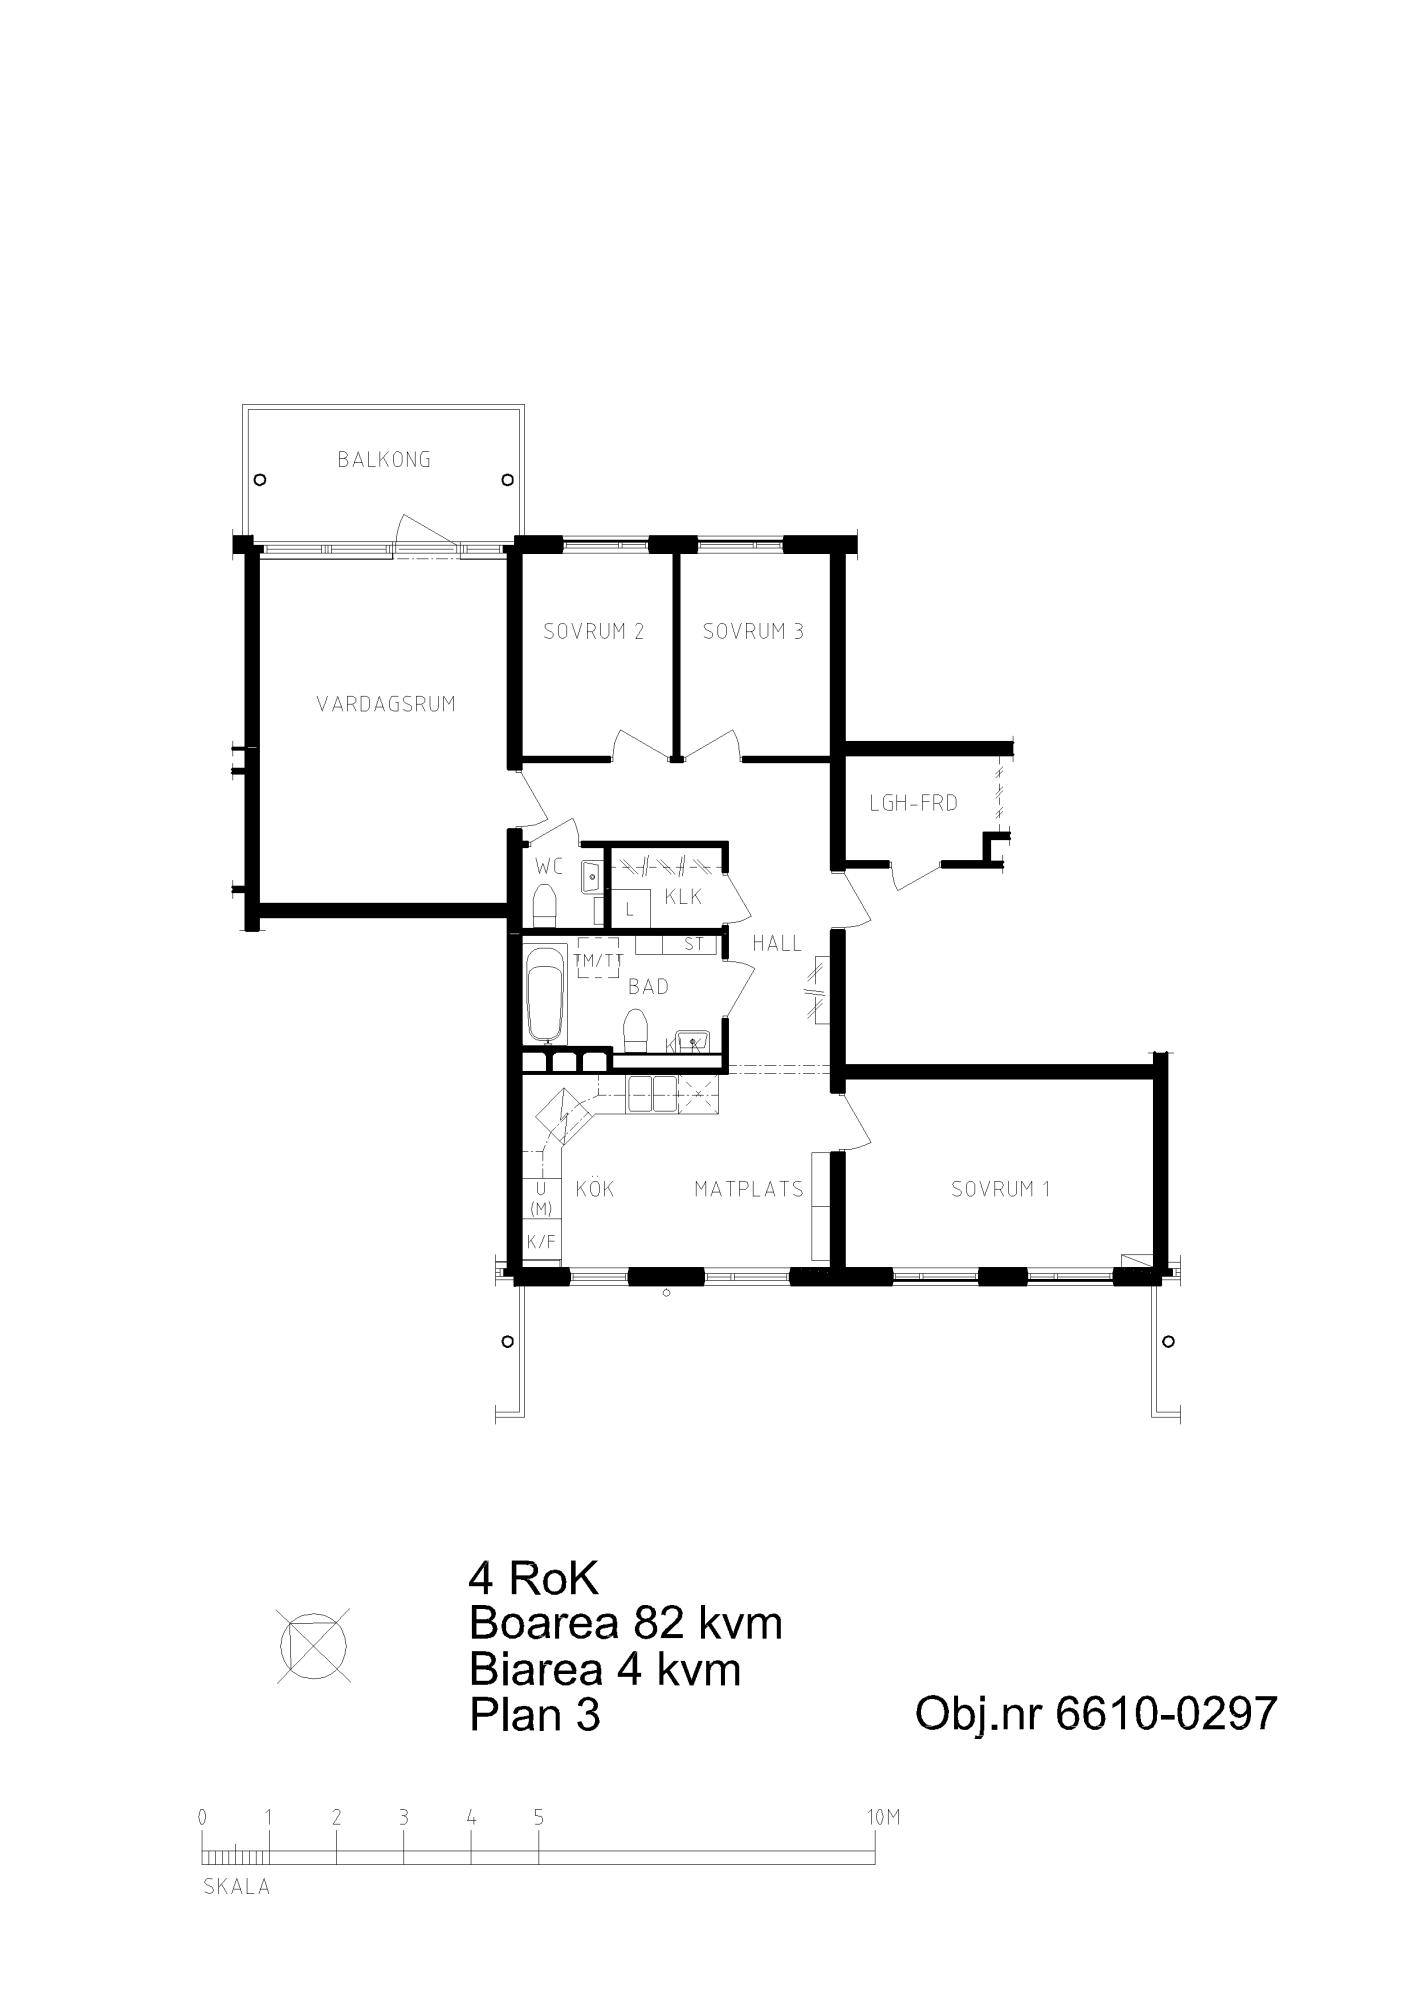 BALKONG
SOVRUM 2
SOVRUM 3
VARDAGSRUM
LGH-FRD
WC
KLK
L
HALL
ST
TM/TT
BAD
KÖK
MATPLATS
SOVRUM 1
U
(M)
K/F
4 RoK
Boarea 82 kvm
Biarea 4 kvm
Plan 3
Obj.nr 6610-0297
0 1 2 3 4 5 10M
SKALA